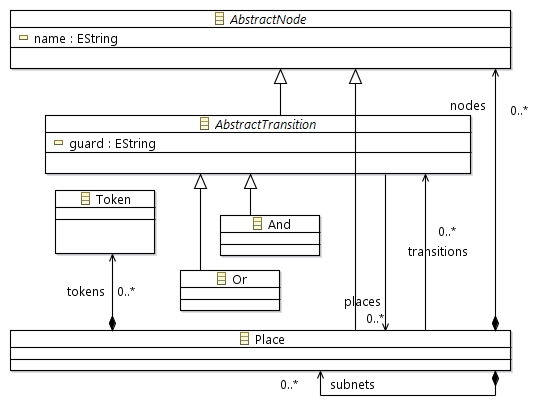 AbstractNode
name : EString
nodes
0..*
AbstractTransition
guard : EString
Token
And
0..*
transitions
Or
tokens
0..*
places
0..*
Place
0..*
subnets